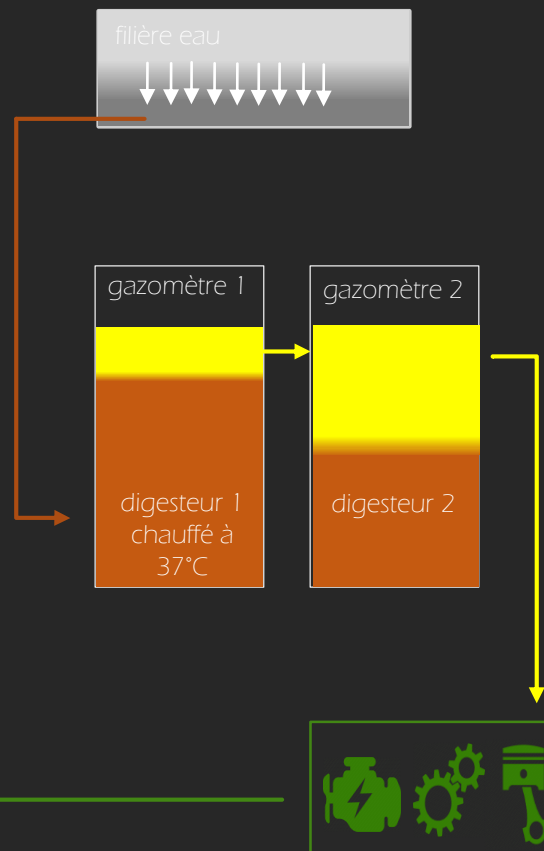 filière eau
gazomètre 1
gazomètre 2
digesteur 1
chauffé à
37°C
digesteur 2